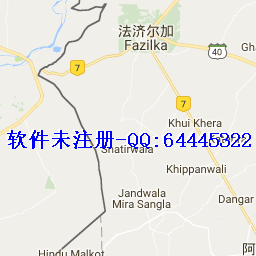 法济尔加
Fazilka
40
Gh
7
7
Khui Khera
软件未注册-QQ:64445322
Shatirwala
Khippanwali
Jandwala
Mira Sangla
Dangar
阿
Hindu Malkot